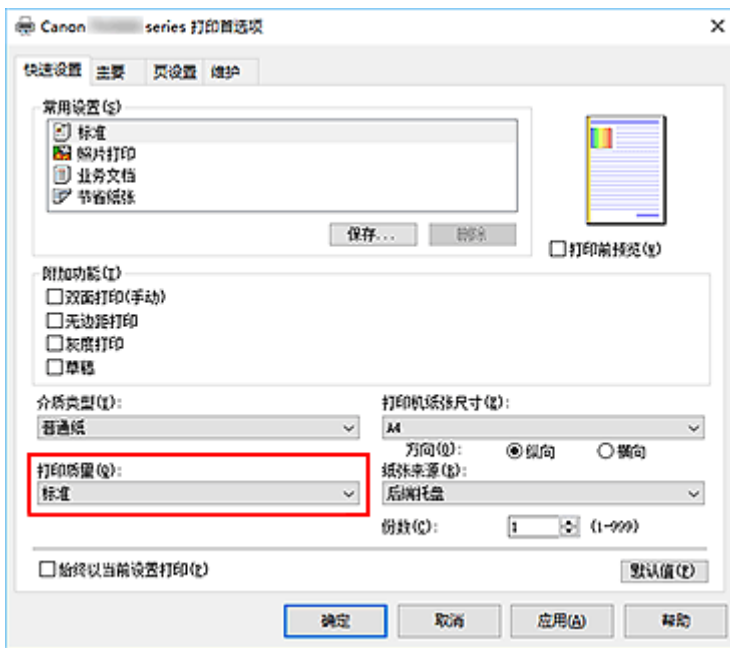 Canon series 打印首选项
快速设置 主要 页设置 维护
常用设置(S)
标准
照片打印
业务文档
节省纸张
保存... 删除
打印前预览(W)
附加功能(T)
双面打印(手动)
无边距打印
灰度打印
草稿
介质类型(Y): 打印机纸张尺寸(Z):
普通纸 A4
方向(O): 纵向 横向
打印质量(Q): 纸张来源(B):
标准 后端托盘
份数(C): 1 (1-999)
始终以当前设置打印(R) 默认值(F)
确定 取消 应用(A) 帮助